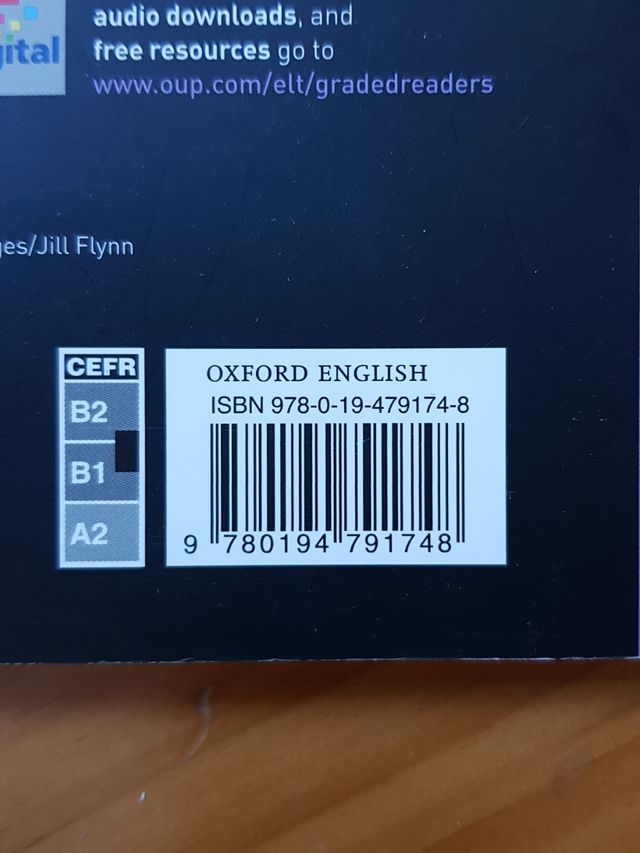 audio downloads, and
free resources go to
www.oup.com/elt/gradedreaders
Jill Flynn
CEFR
B2
B1
A2
OXFORD ENGLISH
ISBN 978-0-19-479174-8
9 780194 791748